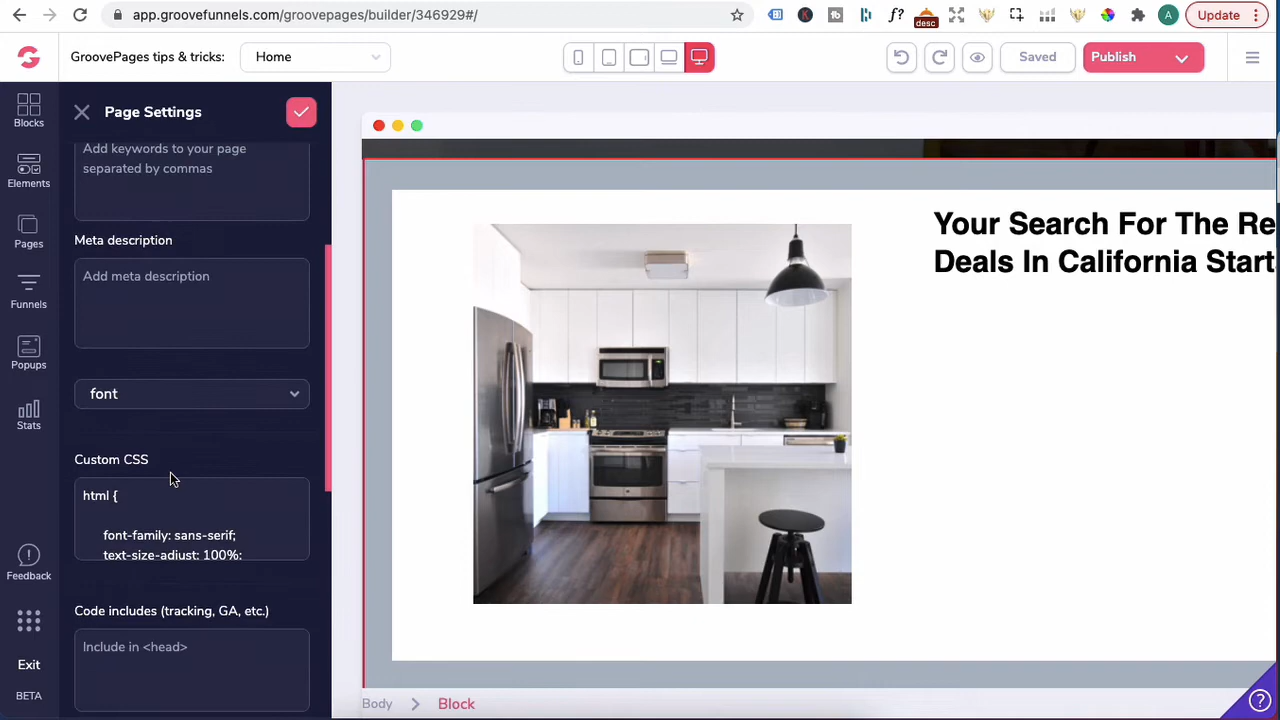 app.groovefunnels.com/groovepages/builder/346929#/
f?
desc
A
Update
GroovePages tips & tricks:
Home
Saved
Publish
Blocks
Elements
Pages
Funnels
Popups
Stats
Feedback
Exit
BETA
Page Settings
Add keywords to your page
separated by commas
Meta description
Add meta description
font
Custom CSS
html {
font-family: sans-serif;
text-size-adjust: 100%;
Code includes (tracking, GA, etc.)
Include in <head>
Your Search For The Re
Deals In California Start
Body
Block
?